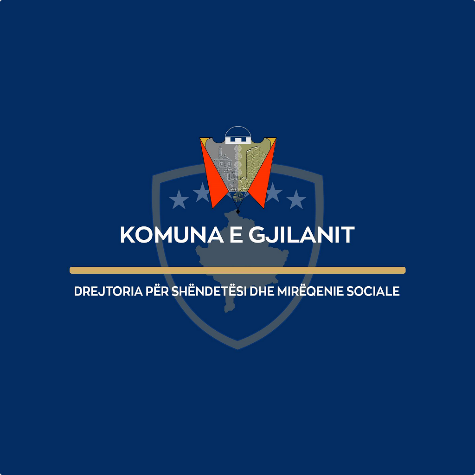 KOMUNA E GJILANIT
DREJTORIA PËR SHËNDETËSI DHE MIRËQENIE SOCIALE